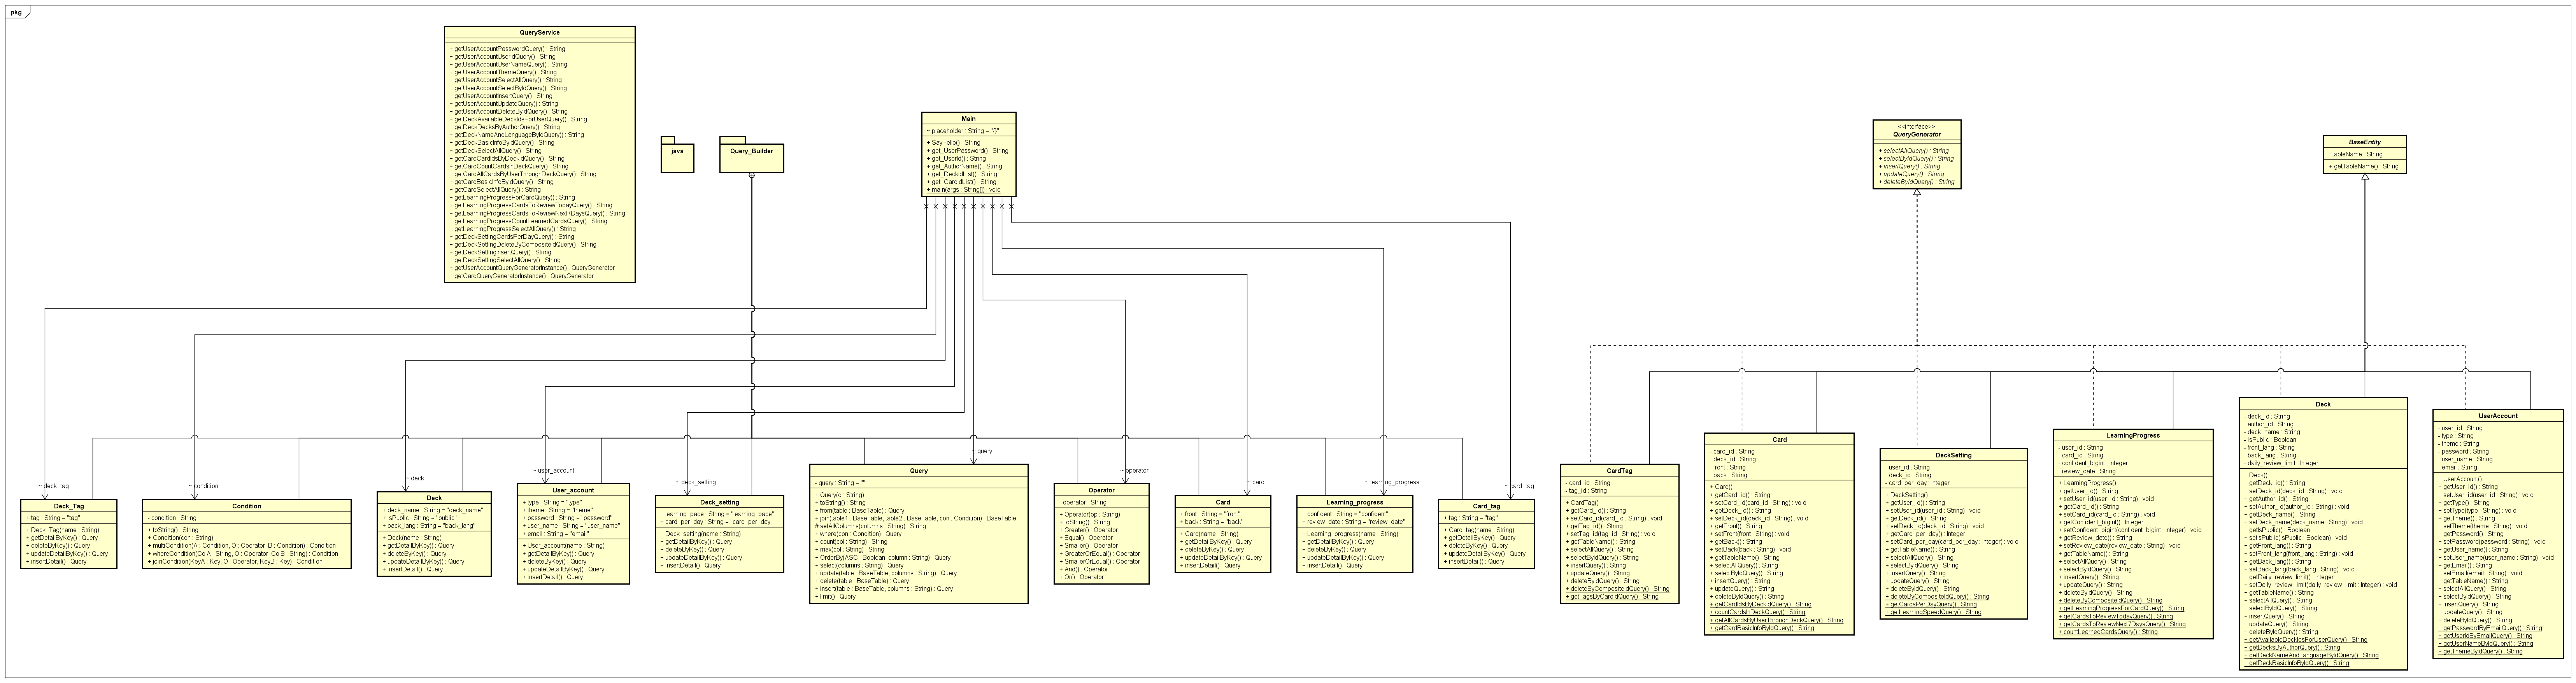 pkg
QueryService
+ getUserAccountPasswordQuery() : String
+ getUserAccountUserIdQuery() : String
+ getUserAccountUserNameQuery() : String
+ getUserAccountThemeQuery() : String
+ getUserAccountSelectAllQuery() : String
+ getUserAccountSelectByIdQuery() : String
+ getUserAccountInsertQuery() : String
+ getUserAccountUpdateQuery() : String
+ getUserAccountDeleteByIdQuery() : String
+ getDeckAvailableDeckIdsForUserQuery() : String
+ getDeckDecksByAuthorQuery() : String
+ getDeckNameAndLanguageByIdQuery() : String
+ getDeckBasicInfoByIdQuery() : String
+ getDeckSelectAllQuery() : String
+ getCardCardIdsByDeckIdQuery() : String
+ getCardCountCardsInDeckQuery() : String
+ getCardAllCardsByUserThroughDeckQuery() : String
+ getCardBasicInfoByIdQuery() : String
+ getCardSelectAllQuery() : String
+ getLearningProgressForCardQuery() : String
+ getLearningProgressCardsToReviewTodayQuery() : String
+ getLearningProgressCardsToReviewNext7DaysQuery() : String
+ getLearningProgressCountLearnedCardsQuery() : String
+ getLearningProgressSelectAllQuery() : String
+ getDeckSettingCardsPerDayQuery() : String
+ getDeckSettingDeleteByCompositeIdQuery() : String
+ getDeckSettingInsertQuery() : String
+ getDeckSettingSelectAllQuery() : String
+ getUserAccountQueryGeneratorInstance() : QueryGenerator
+ getCardQueryGeneratorInstance() : QueryGenerator
java
Query_Builder
Main
~ placeholder : String = "{}"
+ SayHello() : String
+ get_UserPassword() : String
+ get_UserId() : String
+ get_AuthorName() : String
+ get_DeckIdList() : String
+ get_CardIdList() : String
+ main(args : String[]) : void
<<interface>>
QueryGenerator
+ selectAllQuery() : String
+ selectByIdQuery() : String
+ insertQuery() : String
+ updateQuery() : String
+ deleteByIdQuery() : String
BaseEntity
- tableName : String
+ getTableName() : String
~ deck_tag
Deck_Tag
+ tag : String = "tag"
+ Deck_Tag(name : String)
+ getDetailByKey() : Query
+ deleteByKey() : Query
+ updateDetailByKey() : Query
+ insertDetail() : Query
~ condition
Condition
- condition : String
+ toString() : String
+ Condition(con : String)
+ multiCondition(A : Condition, O : Operator, B : Condition) : Condition
+ whereCondition(ColA : String, O : Operator, ColB : String) : Condition
+ joinCondition(KeyA : Key, O : Operator, KeyB : Key) : Condition
~ deck
Deck
+ deck_name : String = "deck_name"
+ isPublic : String = "public"
+ back_lang : String = "back_lang"
+ Deck(name : String)
+ getDetailByKey() : Query
+ deleteByKey() : Query
+ updateDetailByKey() : Query
+ insertDetail() : Query
~ user_account
User_account
+ type : String = "type"
+ theme : String = "theme"
+ password : String = "password"
+ user_name : String = "user_name"
+ email : String = "email"
+ User_account(name : String)
+ getDetailByKey() : Query
+ deleteByKey() : Query
+ updateDetailByKey() : Query
+ insertDetail() : Query
~ deck_setting
Deck_setting
+ learning_pace : String = "learning_pace"
+ card_per_day : String = "card_per_day"
+ Deck_setting(name : String)
+ getDetailByKey() : Query
+ deleteByKey() : Query
+ updateDetailByKey() : Query
+ insertDetail() : Query
~ query
Query
- query : String = ""
+ Query(q : String)
+ toString() : String
+ from(table : BaseTable) : Query
+ join(table1 : BaseTable, table2 : BaseTable, con : Condition) : BaseTable
# setAllColumns(columns : String) : String
+ where(con : Condition) : Query
+ count(col : String) : String
+ max(col : String) : String
+ OrderBy(ASC : Boolean, column : String) : Query
+ select(columns : String) : Query
+ update(table : BaseTable, columns : String) : Query
+ delete(table : BaseTable) : Query
+ insert(table : BaseTable, columns : String) : Query
+ limit() : Query
~ operator
Operator
- operator : String
+ Operator(op : String)
+ toString() : String
+ Equal() : Operator
+ Greater() : Operator
+ Smaller() : Operator
+ GreaterOrEqual() : Operator
+ SmallerOrEqual() : Operator
+ And() : Operator
+ Or() : Operator
~ card
Card
+ front : String = "front"
+ back : String = "back"
+ Card(name : String)
+ getDetailByKey() : Query
+ deleteByKey() : Query
+ updateDetailByKey() : Query
+ insertDetail() : Query
~ learning_progress
Learning_progress
+ confident : String = "confident"
+ review_date : String = "review_date"
+ Learning_progress(name : String)
+ getDetailByKey() : Query
+ deleteByKey() : Query
+ updateDetailByKey() : Query
+ insertDetail() : Query
~ card_tag
Card_tag
+ tag : String = "tag"
+ Card_tag(name : String)
+ getDetailByKey() : Query
+ deleteByKey() : Query
+ updateDetailByKey() : Query
+ insertDetail() : Query
CardTag
- card_id : String
- tag_id : String
+ CardTag()
+ getCard_id() : String
+ setCard_id(card_id : String) : void
+ getTag_id() : String
+ setTag_id(tag_id : String) : void
+ getTableName() : String
+ selectAllQuery() : String
+ selectByIdQuery() : String
+ insertQuery() : String
+ updateQuery() : String
+ deleteByIdQuery() : String
+ deleteByCompositeIdQuery() : String
+ getTagsByCardIdQuery() : String
Card
- card_id : String
- deck_id : String
- front : String
- back : String
+ Card()
+ getCard_id() : String
+ setCard_id(card_id : String) : void
+ getDeck_id() : String
+ setDeck_id(deck_id : String) : void
+ getFront() : String
+ setFront(front : String) : void
+ getBack() : String
+ setBack(back : String) : void
+ getTableName() : String
+ selectAllQuery() : String
+ selectByIdQuery() : String
+ insertQuery() : String
+ updateQuery() : String
+ deleteByIdQuery() : String
+ getCardIdsByDeckIdQuery() : String
+ countCardsInDeckQuery() : String
+ getAllCardsByUserThroughDeckQuery() : String
+ getCardBasicInfoByIdQuery() : String
DeckSetting
- user_id : String
- deck_id : String
- card_per_day : Integer
+ DeckSetting()
+ getUser_id() : String
+ setUser_id(user_id : String) : void
+ getDeck_id() : String
+ setDeck_id(deck_id : String) : void
+ getCard_per_day() : Integer
+ setCard_per_day(card_per_day : Integer) : void
+ getTableName() : String
+ selectAllQuery() : String
+ selectByIdQuery() : String
+ insertQuery() : String
+ updateQuery() : String
+ deleteByIdQuery() : String
+ deleteByCompositeIdQuery() : String
+ getCardsPerDayQuery() : String
+ getLearningSpeedQuery() : String
LearningProgress
- user_id : String
- card_id : String
- confident_bigint : Integer
- review_date : String
+ LearningProgress()
+ getUser_id() : String
+ setUser_id(user_id : String) : void
+ getCard_id() : String
+ setCard_id(card_id : String) : void
+ getConfident_bigint() : Integer
+ setConfident_bigint(confident_bigint : Integer) : void
+ getReview_date() : String
+ setReview_date(review_date : String) : void
+ getTableName() : String
+ selectAllQuery() : String
+ selectByIdQuery() : String
+ insertQuery() : String
+ updateQuery() : String
+ deleteByIdQuery() : String
+ deleteByCompositeIdQuery() : String
+ getLearningProgressForCardQuery() : String
+ getCardsToReviewTodayQuery() : String
+ getCardsToReviewNext7DaysQuery() : String
+ countLearnedCardsQuery() : String
Deck
- deck_id : String
- author_id : String
- deck_name : String
- isPublic : Boolean
- front_lang : String
- back_lang : String
- daily_review_limit : Integer
+ Deck()
+ getDeck_id() : String
+ setDeck_id(deck_id : String) : void
+ getAuthor_id() : String
+ setAuthor_id(author_id : String) : void
+ getDeck_name() : String
+ setDeck_name(deck_name : String) : void
+ getIsPublic() : Boolean
+ setIsPublic(isPublic : Boolean) : void
+ getFront_lang() : String
+ setFront_lang(front_lang : String) : void
+ getBack_lang() : String
+ setBack_lang(back_lang : String) : void
+ getDaily_review_limit() : Integer
+ setDaily_review_limit(daily_review_limit : Integer) : void
+ getTableName() : String
+ selectAllQuery() : String
+ selectByIdQuery() : String
+ insertQuery() : String
+ updateQuery() : String
+ deleteByIdQuery() : String
+ getAvailableDeckIdsForUserQuery() : String
+ getDecksByAuthorQuery() : String
+ getDeckNameAndLanguageByIdQuery() : String
+ getDeckBasicInfoByIdQuery() : String
UserAccount
- user_id : String
- type : String
- theme : String
- password : String
- user_name : String
- email : String
+ UserAccount()
+ getUser_id() : String
+ setUser_id(user_id : String) : void
+ getType() : String
+ setType(type : String) : void
+ getTheme() : String
+ setTheme(theme : String) : void
+ getPassword() : String
+ setPassword(password : String) : void
+ getUser_name() : String
+ setUser_name(user_name : String) : void
+ getEmail() : String
+ setEmail(email : String) : void
+ getTableName() : String
+ selectAllQuery() : String
+ selectByIdQuery() : String
+ insertQuery() : String
+ updateQuery() : String
+ deleteByIdQuery() : String
+ getPasswordByEmailQuery() : String
+ getUserIdByEmailQuery() : String
+ getUserNameByIdQuery() : String
+ getThemeByIdQuery() : String